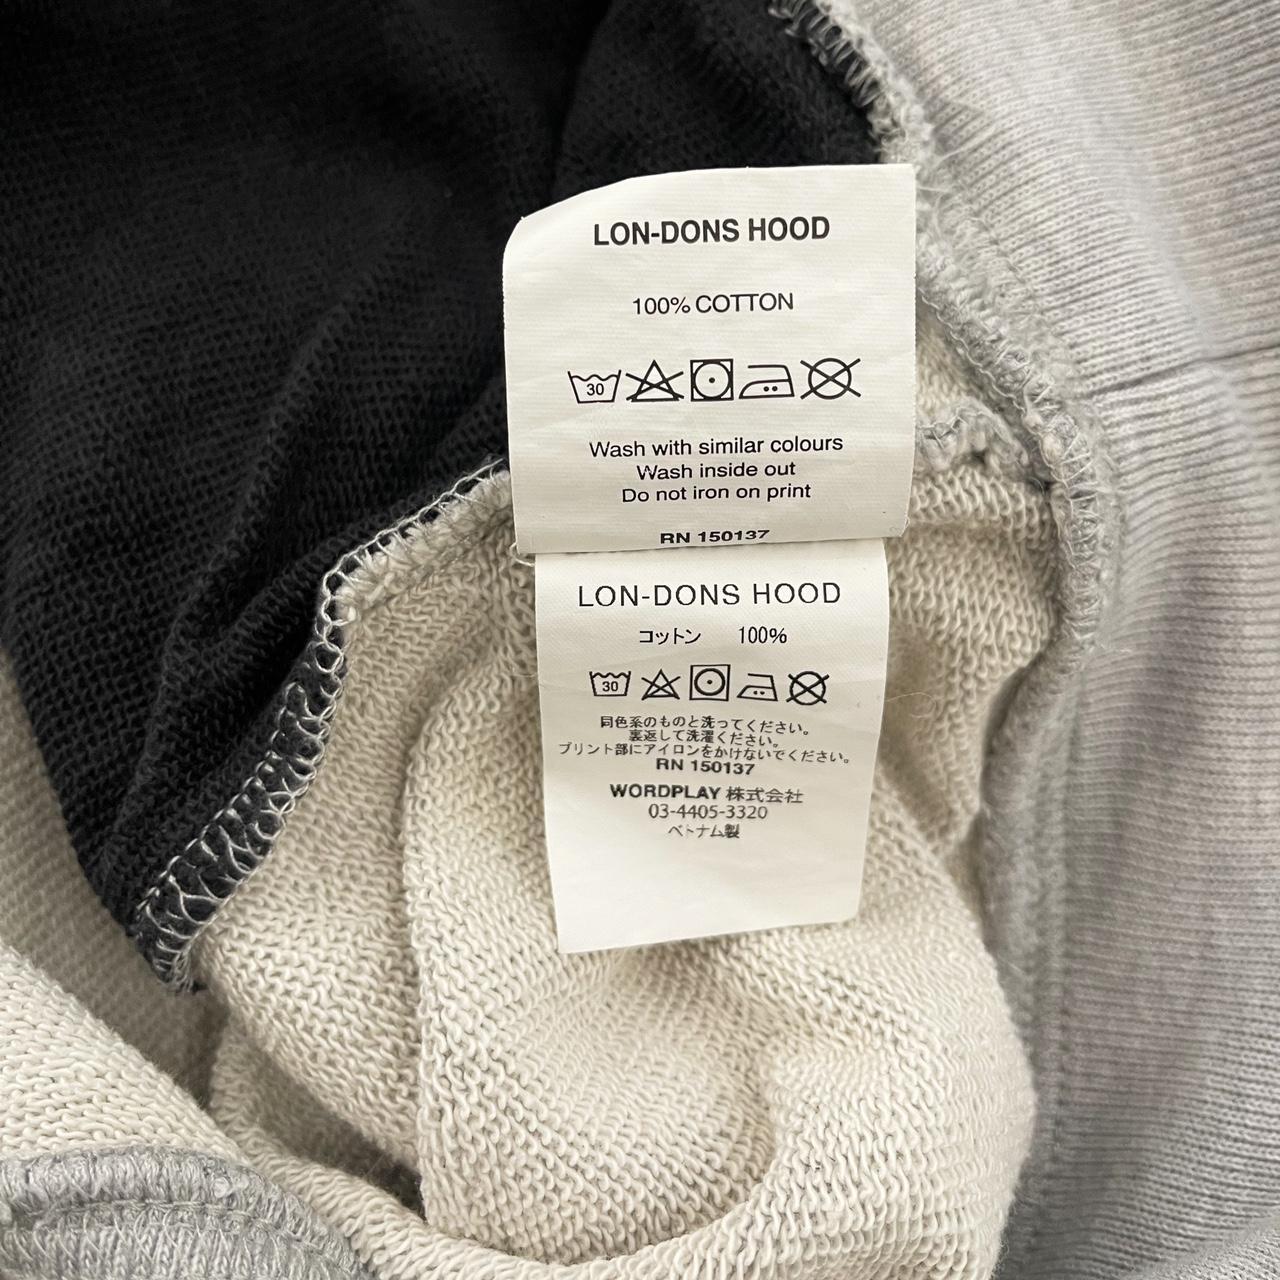 LON-DONS HOOD
100% COTTON
30
Wash with similar colours
Wash inside out
Do not iron on print
RN 150137
LON-DONS HOOD
コットン 100%
30
同色系のものと洗ってください。
裏返して洗濯ください。
プリント部にアイロンをかけないでください。
RN 150137
WORDPLAY 株式会社
03-4405-3320
ベトナム製